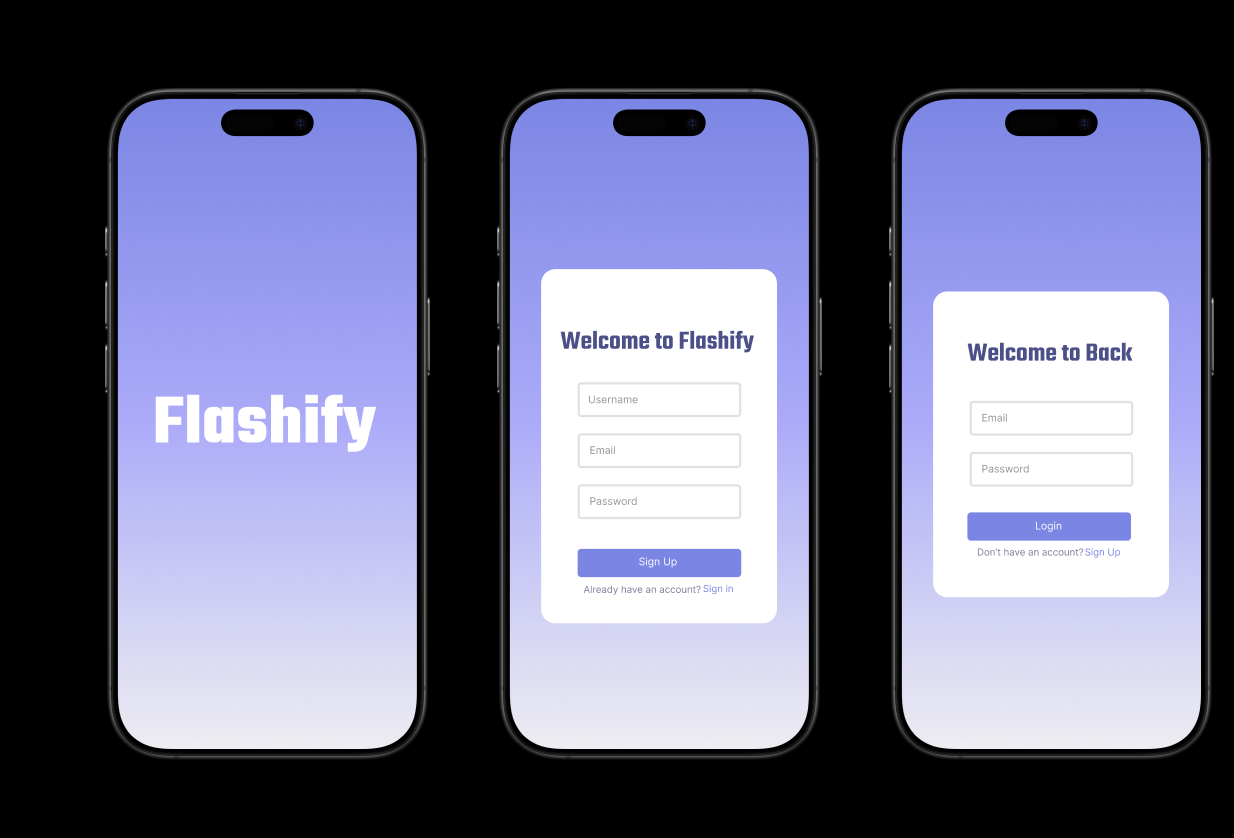 Flashify
Welcome to Flashify
Username
Email
Password
Sign Up
Already have an account? Sign in
Welcome to Back
Email
Password
Login
Don't have an account? Sign Up